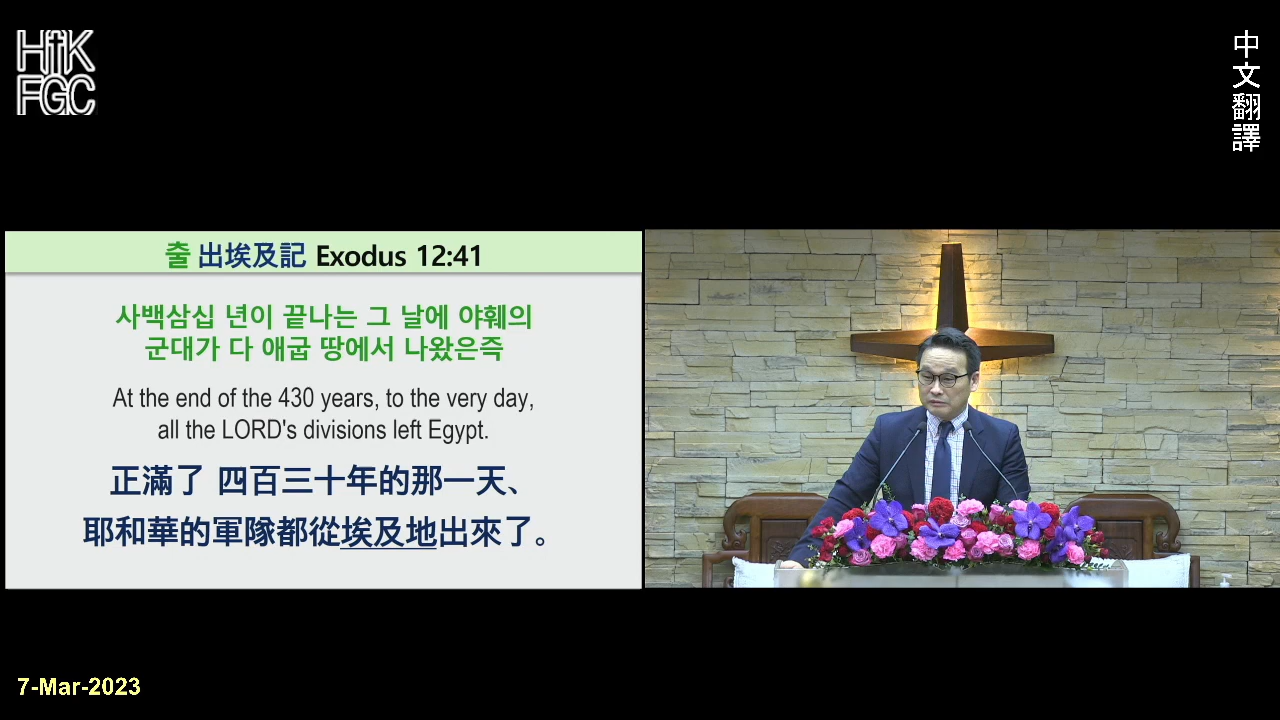 HfK
FGC
中文翻譯
출 出埃及記 Exodus 12:41
사백삼십 년이 끝나는 그 날에 야훼의
군대가 다 애굽 땅에서 나왔은즉
At the end of the 430 years, to the very day,
all the LORD's divisions left Egypt.
正滿了 四百三十年的那一天、
耶和華的軍隊都從埃及地出來了。
7-Mar-2023